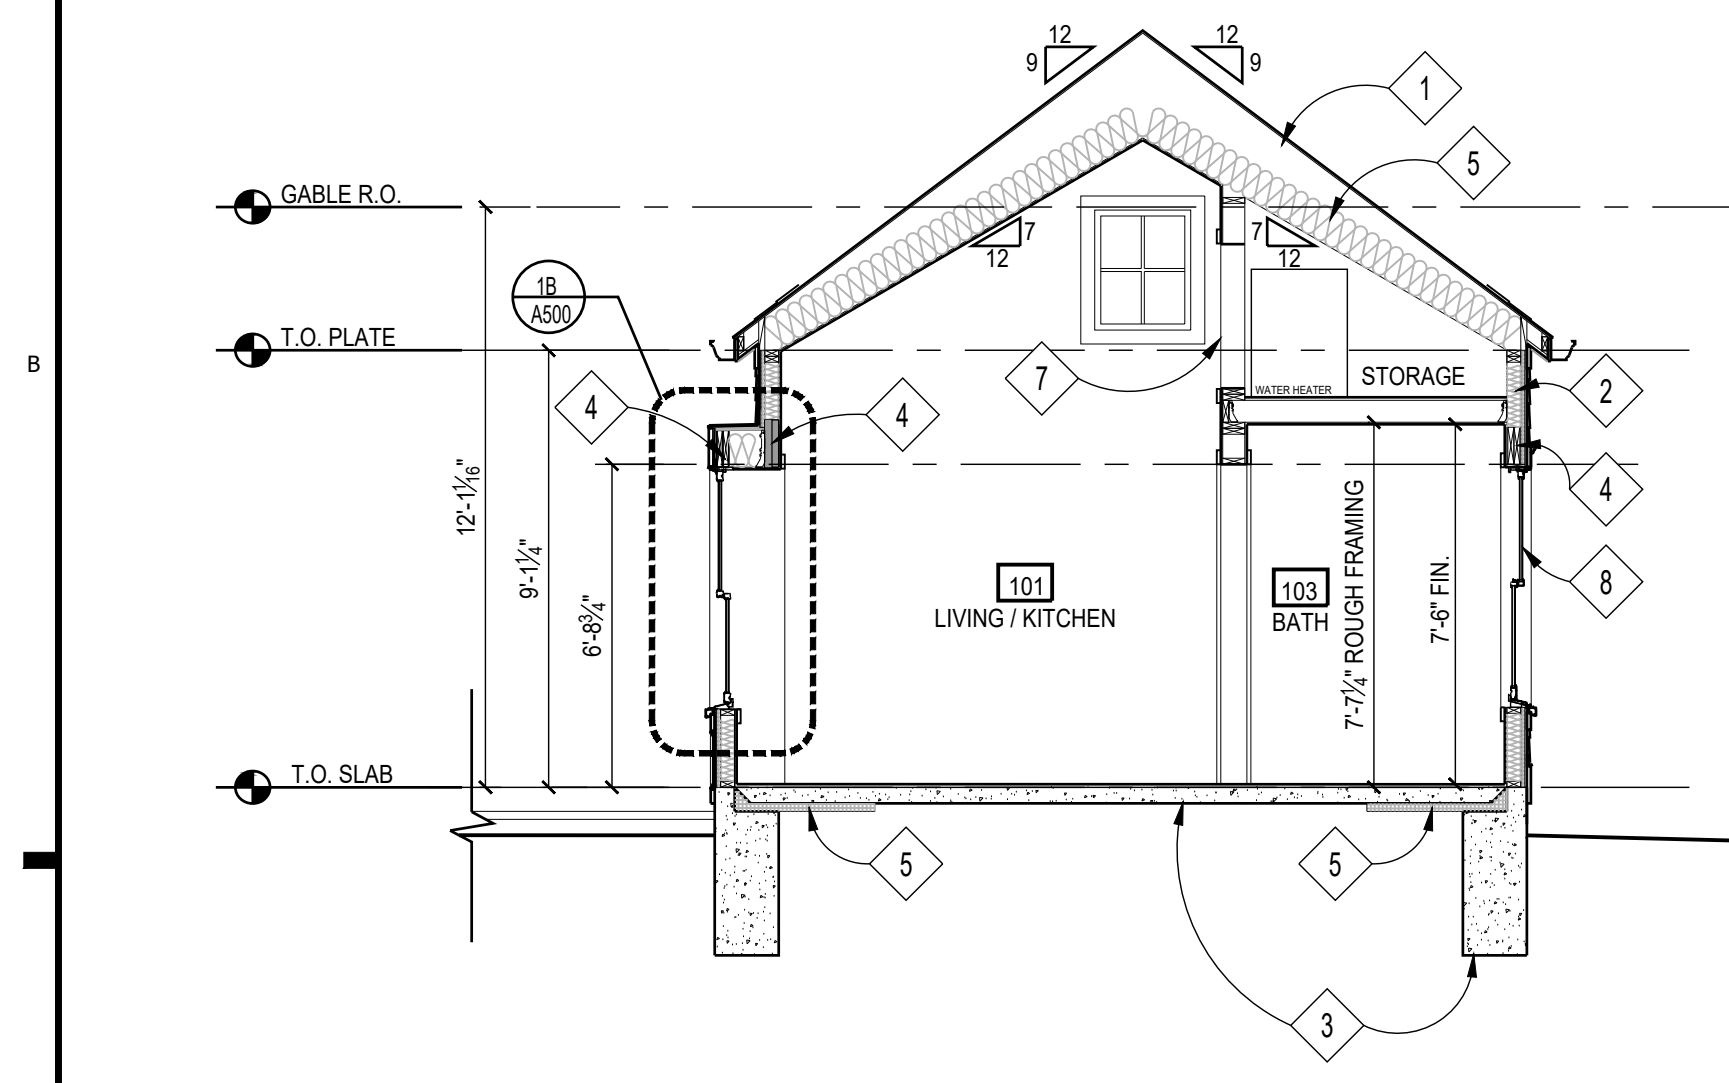 12
9
12
9
1
5
GABLE R.O.
7
12
7
12
1B
A500
T.O. PLATE
B
7
WATER HEATER
STORAGE
2
4
4
4
12'-1 1/16"
9'-1 1/4"
6'-8 3/4"
101
LIVING / KITCHEN
103
BATH
7'-7 1/4" ROUGH FRAMING
7'-6" FIN.
8
T.O. SLAB
5
5
3